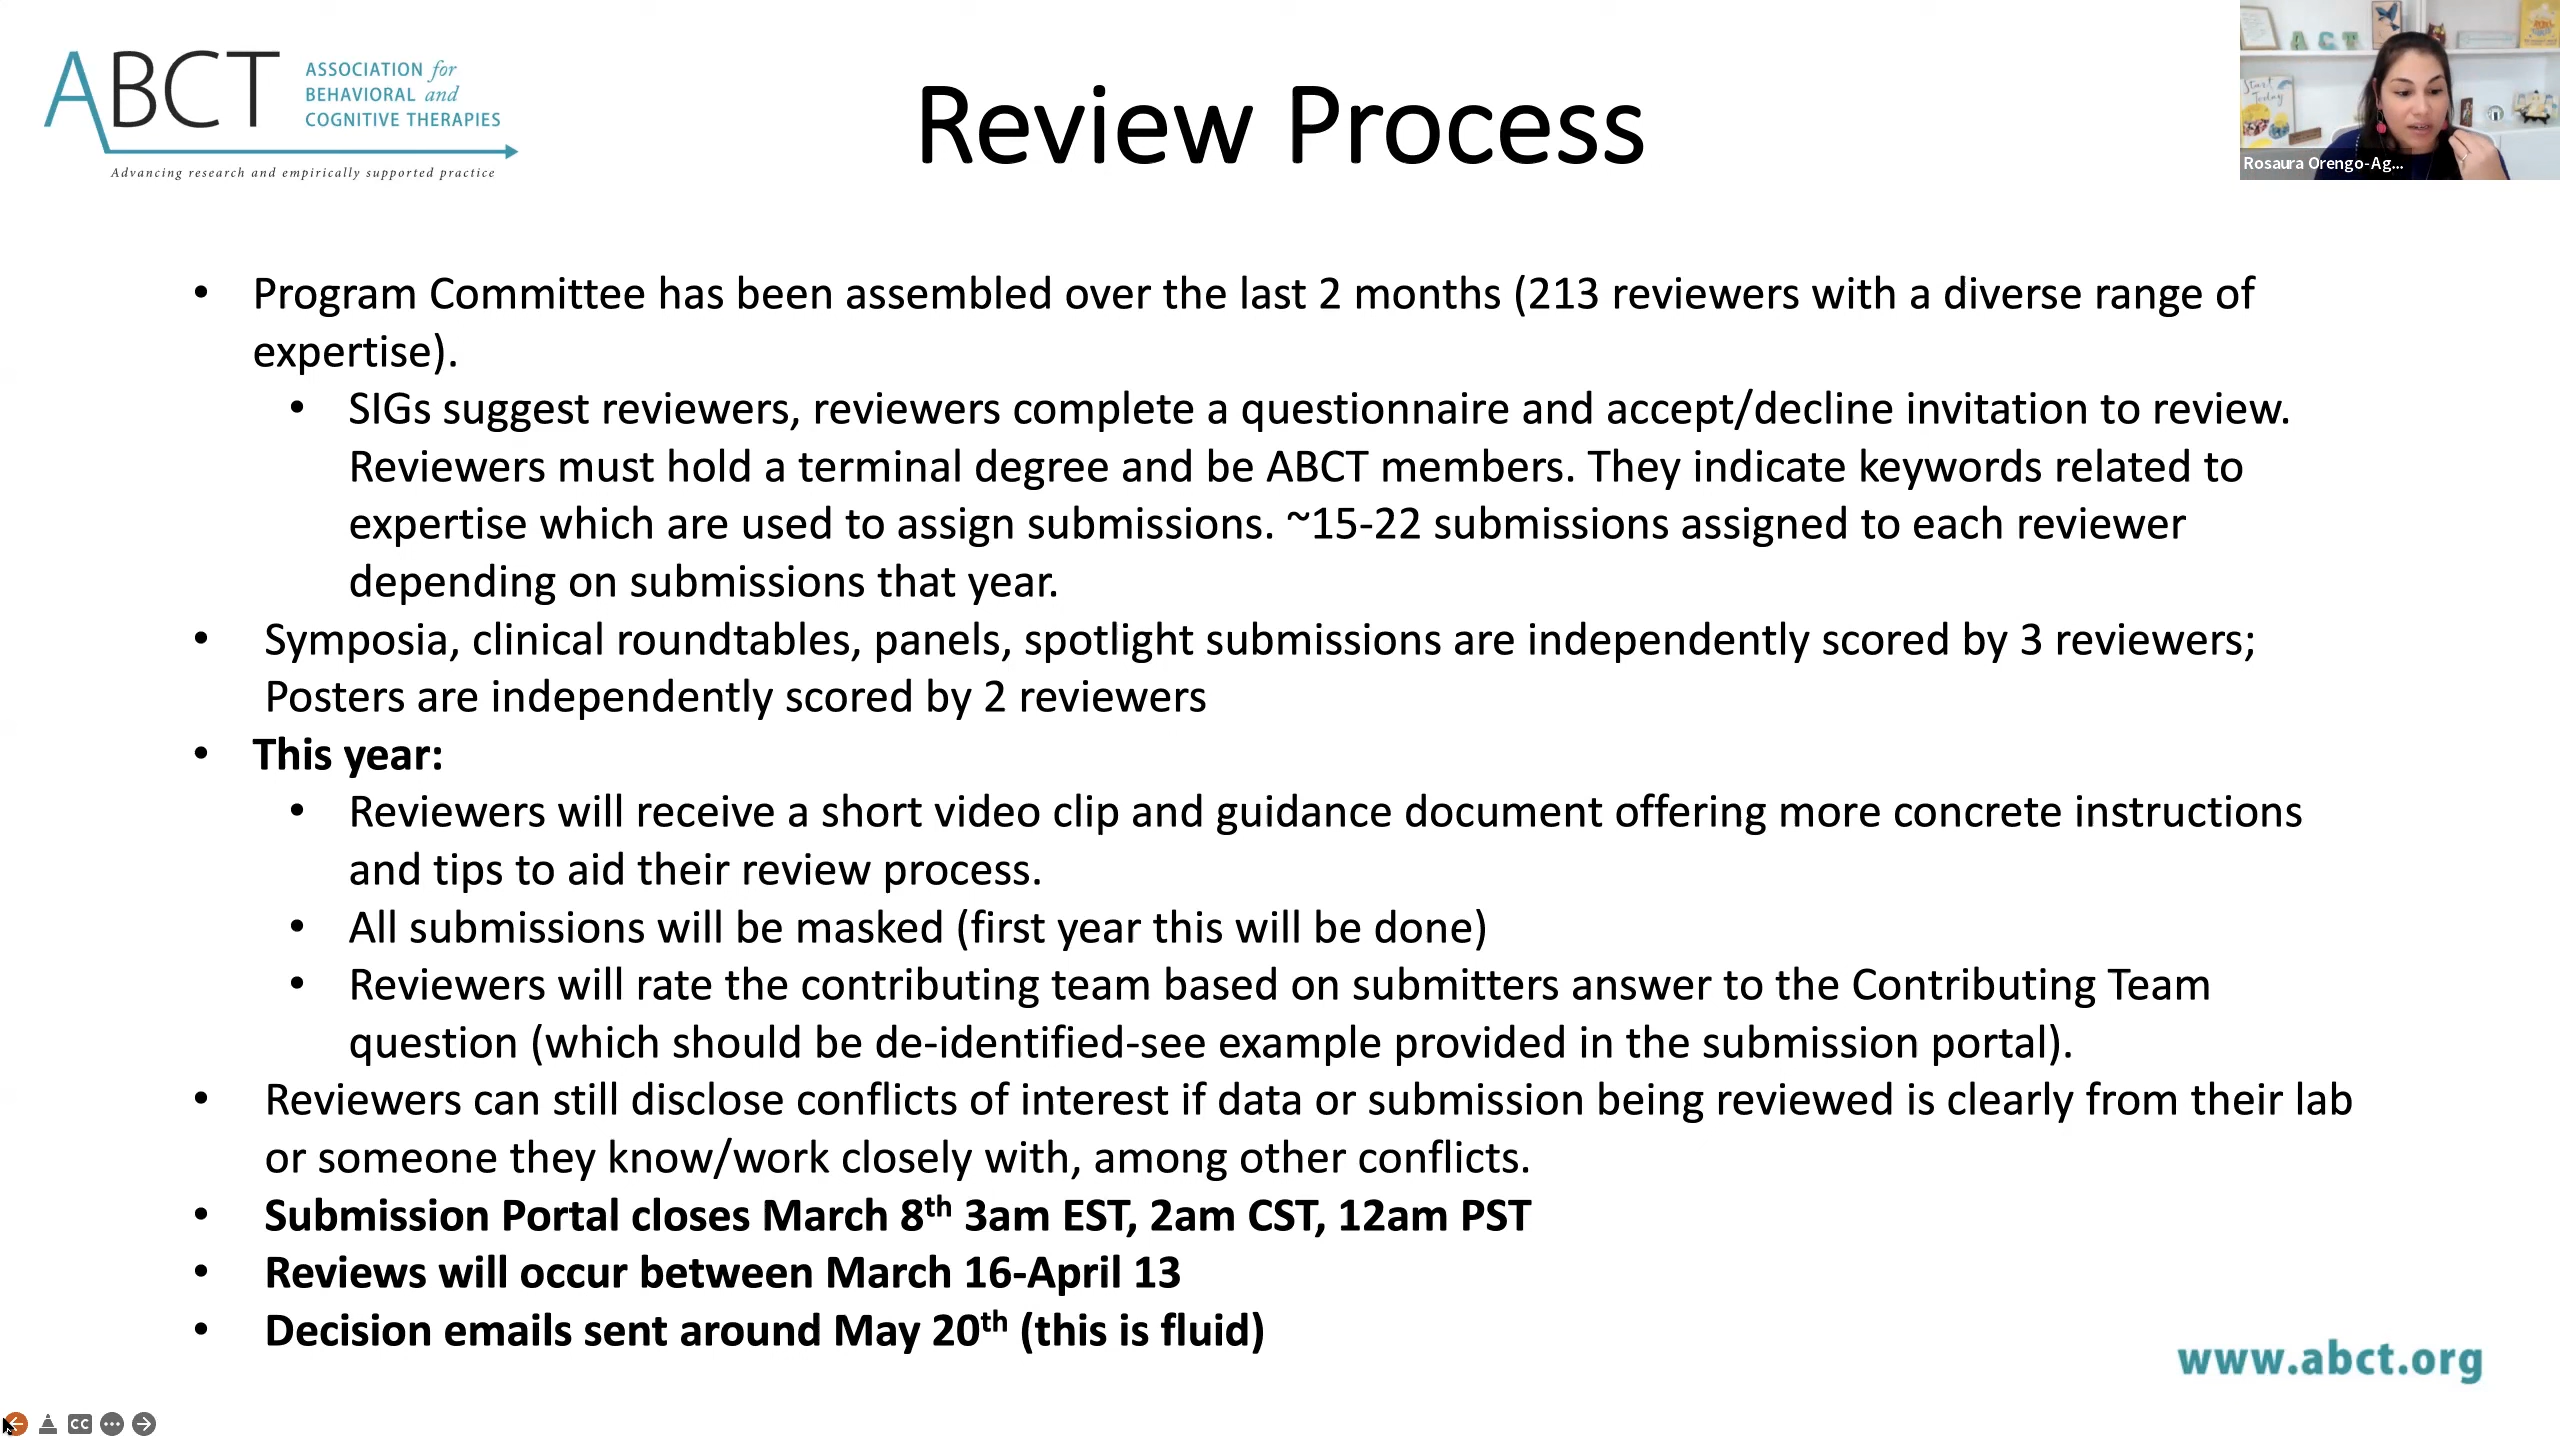 ABCT
ASSOCIATION for
BEHAVIORAL and
COGNITIVE THERAPIES
Advancing research and empirically supported practice
Review Process
ABCT
Start
Today
Rosaura Orengo-Ag...
• Program Committee has been assembled over the last 2 months (213 reviewers with a diverse range of
expertise).
• SIGs suggest reviewers, reviewers complete a questionnaire and accept/decline invitation to review.
Reviewers must hold a terminal degree and be ABCT members. They indicate keywords related to
expertise which are used to assign submissions. ~15-22 submissions assigned to each reviewer
depending on submissions that year.
• Symposia, clinical roundtables, panels, spotlight submissions are independently scored by 3 reviewers;
Posters are independently scored by 2 reviewers
• This year:
• Reviewers will receive a short video clip and guidance document offering more concrete instructions
and tips to aid their review process.
• All submissions will be masked (first year this will be done)
• Reviewers will rate the contributing team based on submitters answer to the Contributing Team
question (which should be de-identified-see example provided in the submission portal).
• Reviewers can still disclose conflicts of interest if data or submission being reviewed is clearly from their lab
or someone they know/work closely with, among other conflicts.
• Submission Portal closes March 8th 3am EST, 2am CST, 12am PST
• Reviews will occur between March 16-April 13
• Decision emails sent around May 20th (this is fluid)
www.abct.org
CC